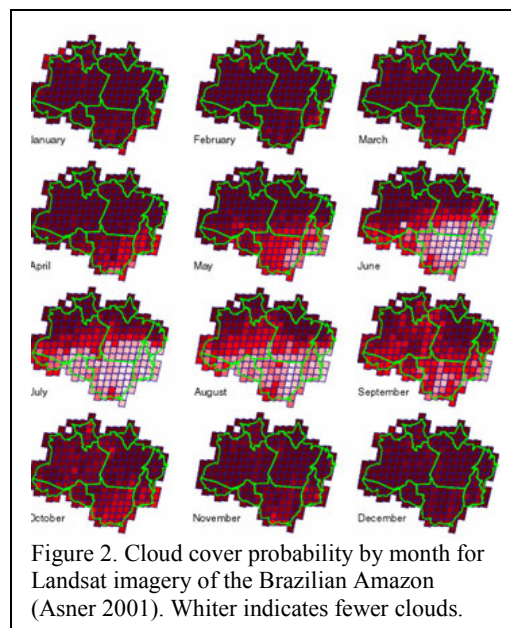 January February March
April May June
July August September
October November December
Figure 2. Cloud cover probability by month for
Landsat imagery of the Brazilian Amazon
(Asner 2001). Whiter indicates fewer clouds.